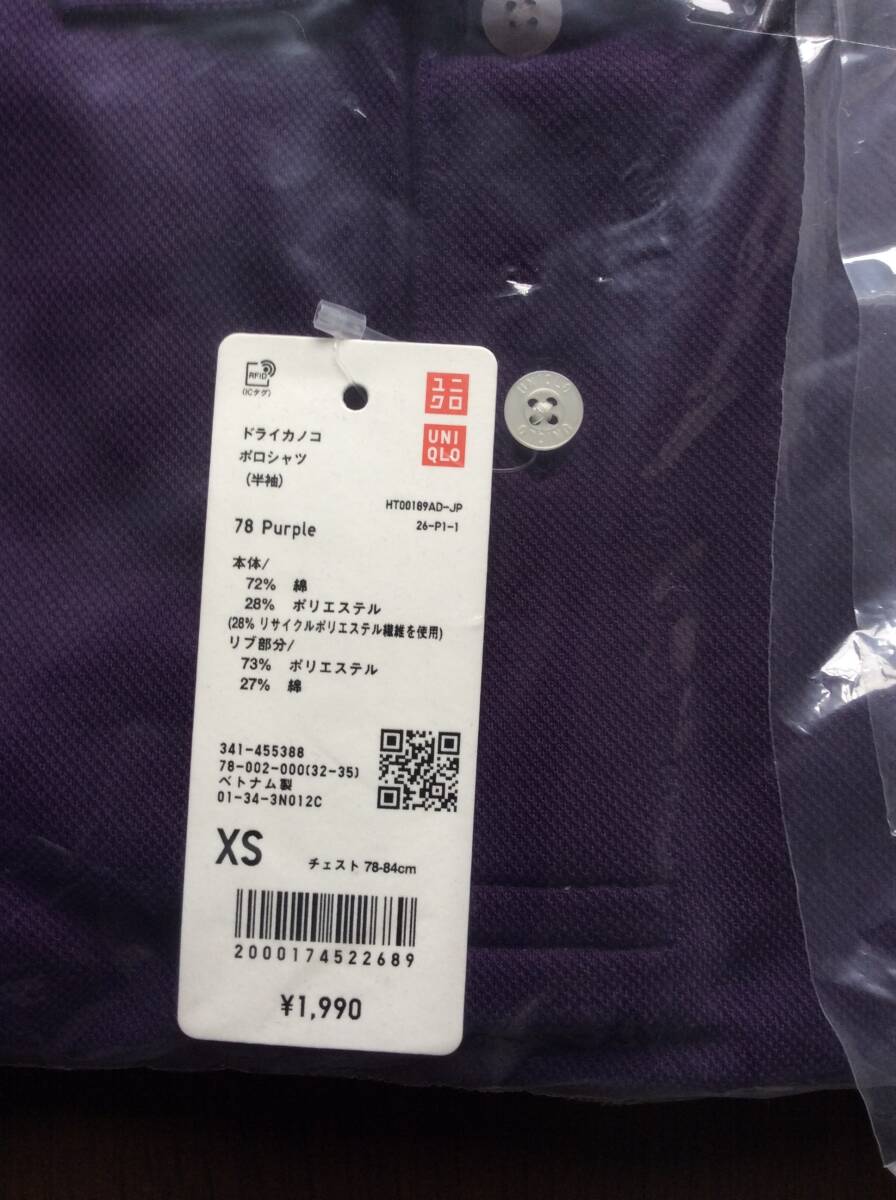 RFID
(ICタグ)
ユニ
クロ
UNI
QLO
UNIQLO
UNIQLO
ドライカノコ
ポロシャツ
(半袖)
HT00189AD-JP
26-P1-1
78 Purple
本体/
72% 綿
28% ポリエステル
(28% リサイクルポリエステル繊維を使用)
リブ部分/
73% ポリエステル
27% 綿
341-455388
78-002-000(32-35)
ベトナム製
01-34-3N012C
XS
チェスト 78-84cm
2000174522689
¥1,990